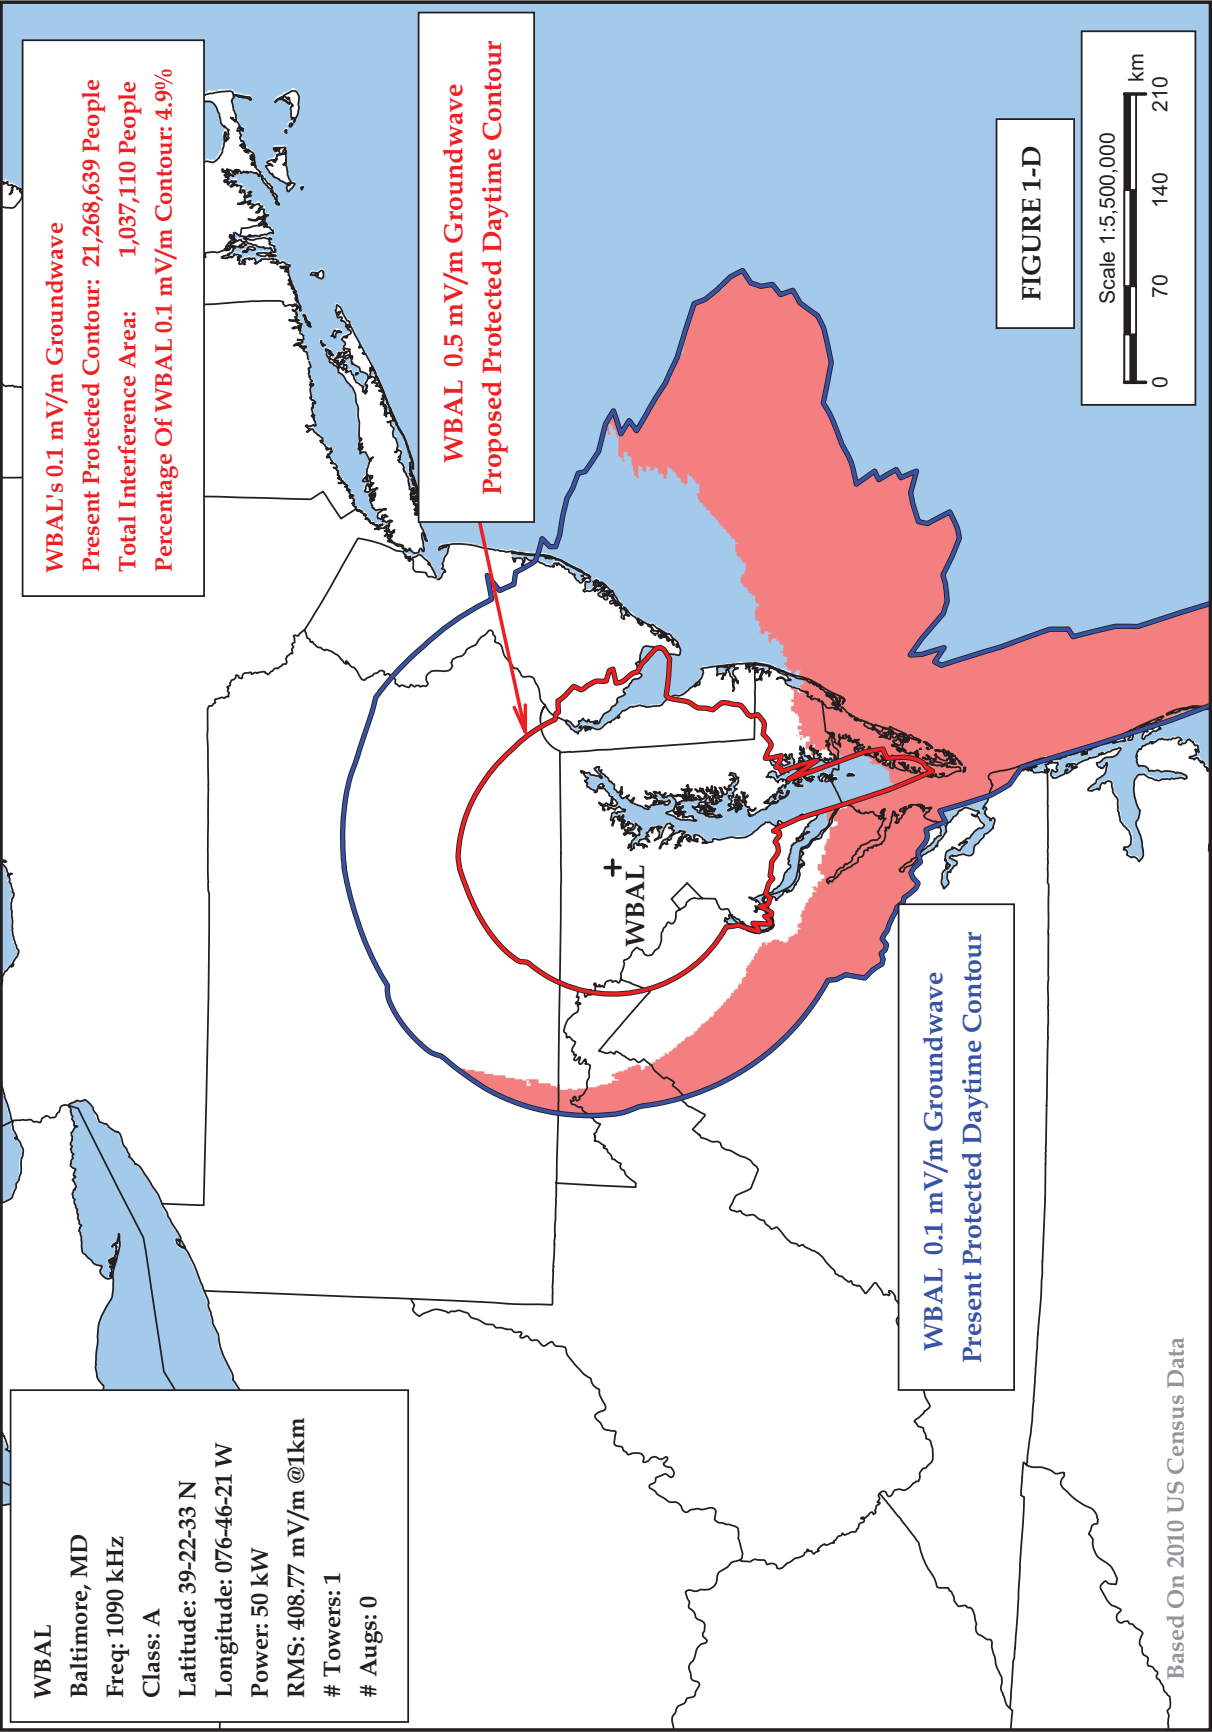 WBAL
Baltimore, MD
Freq: 1090 kHz
Class: A
Latitude: 39-22-33 N
Longitude: 076-46-21 W
Power: 50 kW
RMS: 408.77 mV/m @1km
# Towers: 1
# Augs: 0
WBAL's 0.1 mV/m Groundwave
Present Protected Contour: 21,268,639 People
Total Interference Area: 1,037,110 People
Percentage Of WBAL 0.1 mV/m Contour: 4.9%
WBAL 0.5 mV/m Groundwave
Proposed Protected Daytime Contour
WBAL
WBAL 0.1 mV/m Groundwave
Present Protected Daytime Contour
FIGURE 1-D
Scale 1:5,500,000
km
0 70 140 210
Based On 2010 US Census Data